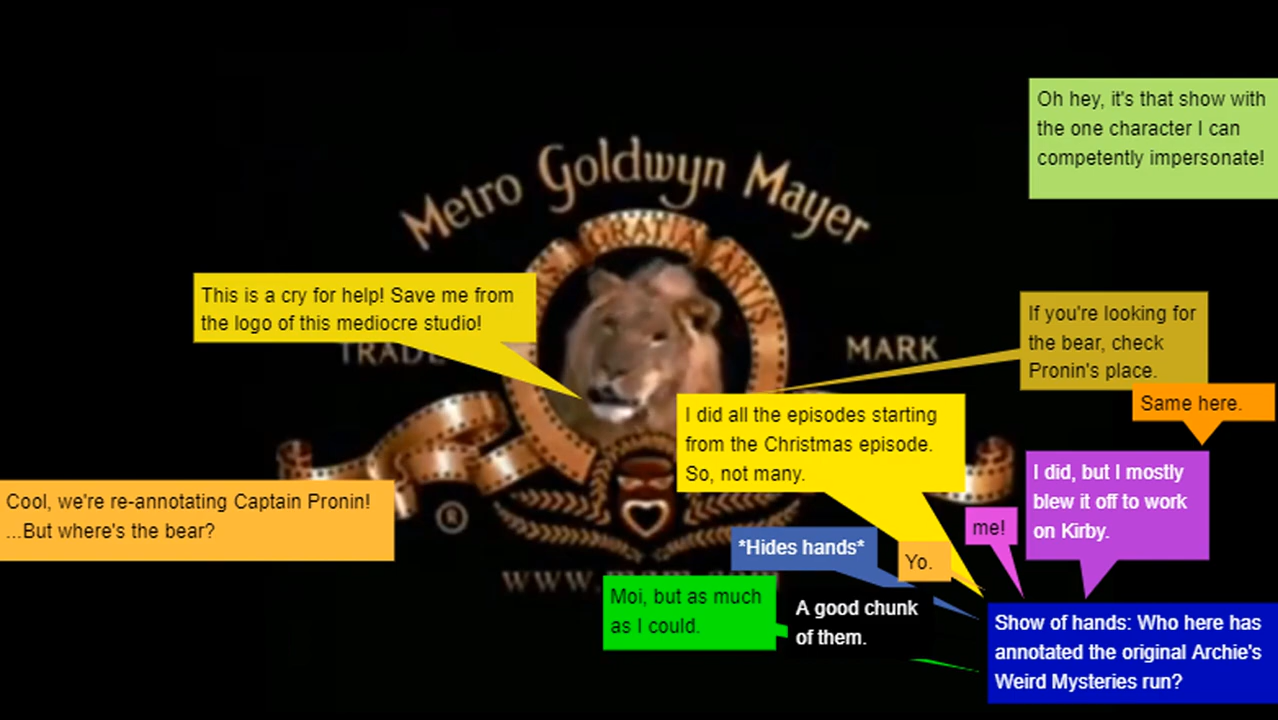 Oh hey, it's that show with
the one character I can
competently impersonate!
Metro Goldwyn Mayer
GRATIA ARTIS
This is a cry for help! Save me from
the logo of this mediocre studio!
TRADE
MARK
If you're looking for
the bear, check
Pronin's place.
Same here.
I did all the episodes starting
from the Christmas episode.
So, not many.
I did, but I mostly
blew it off to work
on Kirby.
Cool, we're re-annotating Captain Pronin!
...But where's the bear?
®
me!
*Hides hands*
Yo.
Moi, but as much
as I could.
A good chunk
of them.
Show of hands: Who here has
annotated the original Archie's
Weird Mysteries run?